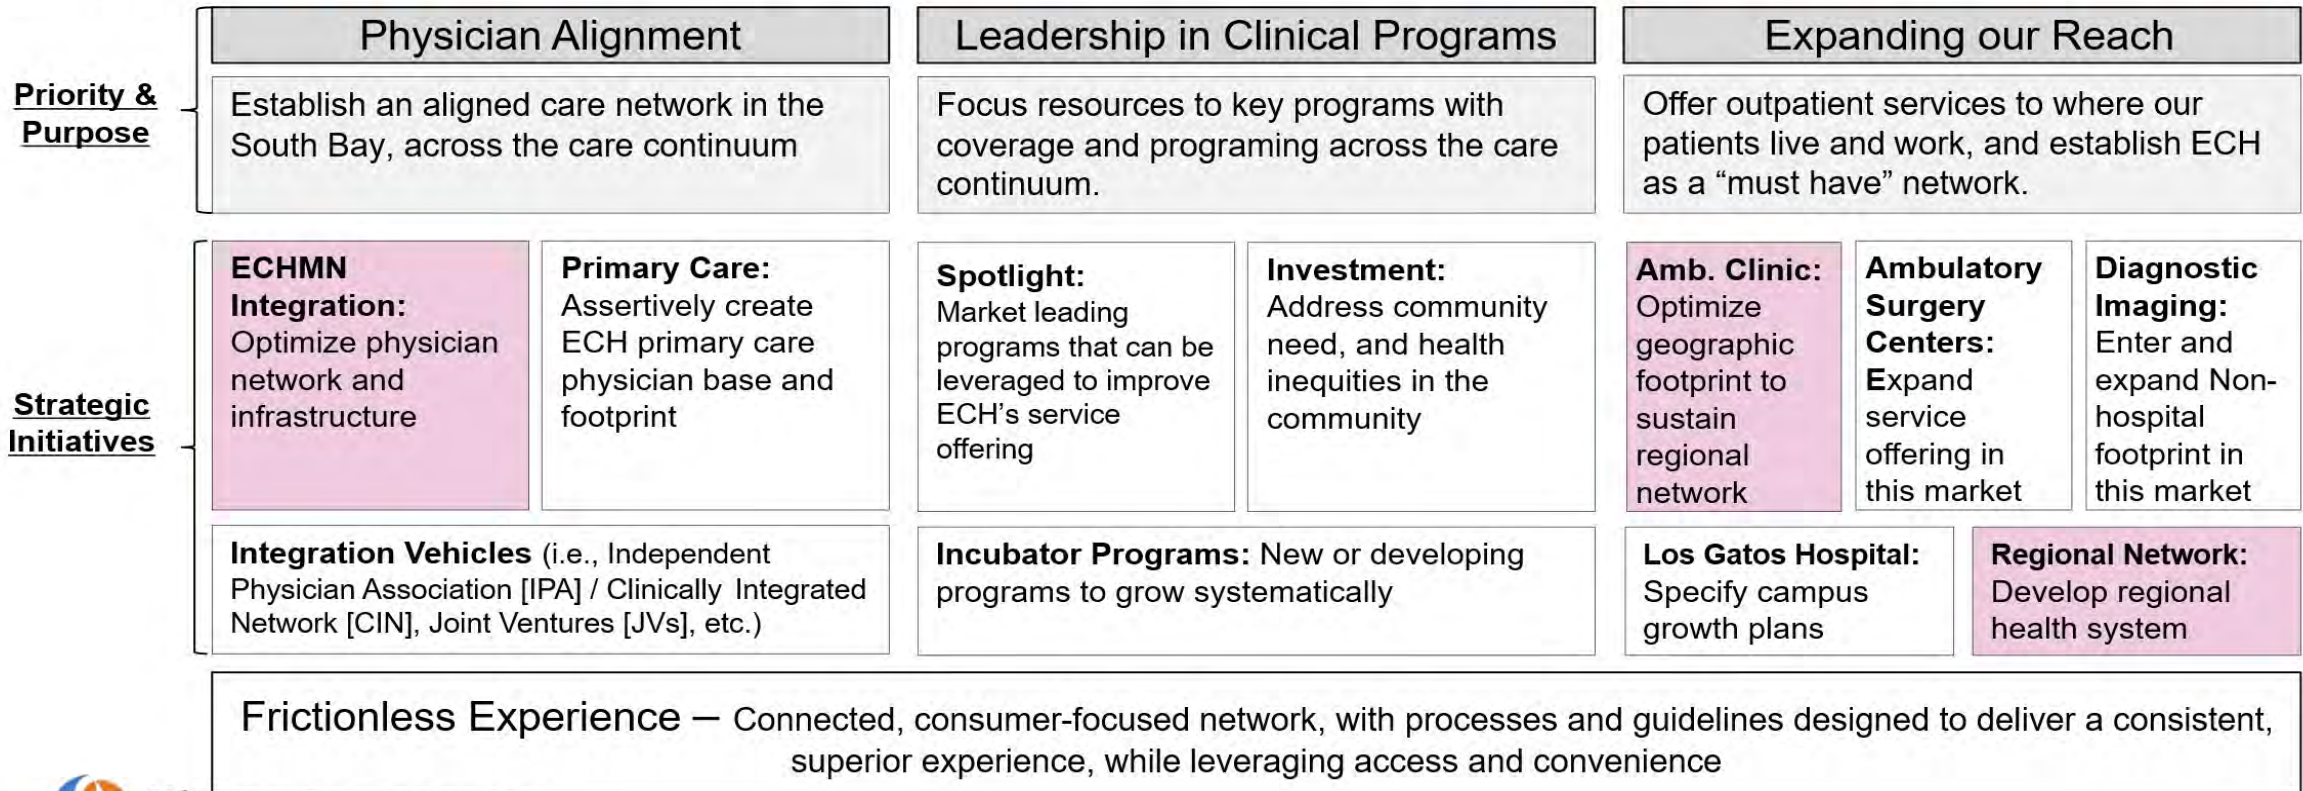 Physician Alignment
Leadership in Clinical Programs
Expanding our Reach
Priority &
Purpose
Establish an aligned care network in the
South Bay, across the care continuum
Focus resources to key programs with
coverage and programing across the care
continuum.
Offer outpatient services to where our
patients live and work, and establish ECH
as a “must have” network.
Strategic
Initiatives
ECHMN
Integration:
Optimize physician
network and
infrastructure
Primary Care:
Assertively create
ECH primary care
physician base and
footprint
Spotlight:
Market leading
programs that can be
leveraged to improve
ECH’s service
offering
Investment:
Address community
need, and health
inequities in the
community
Amb. Clinic:
Optimize
geographic
footprint to
sustain
regional
network
Ambulatory
Surgery
Centers:
Expand
service
offering in
this market
Diagnostic
Imaging:
Enter and
expand Non-
hospital
footprint in
this market
Integration Vehicles (i.e., Independent
Physician Association [IPA] / Clinically Integrated
Network [CIN], Joint Ventures [JVs], etc.)
Incubator Programs: New or developing
programs to grow systematically
Los Gatos Hospital:
Specify campus
growth plans
Regional Network:
Develop regional
health system
Frictionless Experience – Connected, consumer-focused network, with processes and guidelines designed to deliver a consistent,
superior experience, while leveraging access and convenience